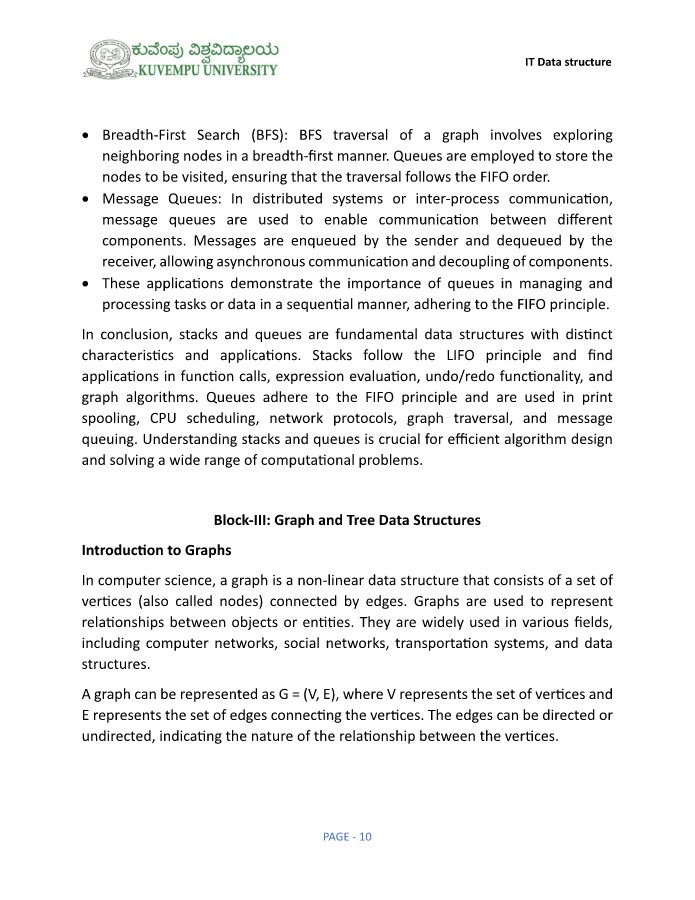 ಕುವೆಂಪು ವಿಶ್ವವಿದ್ಯಾಲಯ
KUVEMPU UNIVERSITY
IT Data structure
• Breadth-First Search (BFS): BFS traversal of a graph involves exploring
neighboring nodes in a breadth-first manner. Queues are employed to store the
nodes to be visited, ensuring that the traversal follows the FIFO order.
• Message Queues: In distributed systems or inter-process communication,
message queues are used to enable communication between different
components. Messages are enqueued by the sender and dequeued by the
receiver, allowing asynchronous communication and decoupling of components.
• These applications demonstrate the importance of queues in managing and
processing tasks or data in a sequential manner, adhering to the FIFO principle.
In conclusion, stacks and queues are fundamental data structures with distinct
characteristics and applications. Stacks follow the LIFO principle and find
applications in function calls, expression evaluation, undo/redo functionality, and
graph algorithms. Queues adhere to the FIFO principle and are used in print
spooling, CPU scheduling, network protocols, graph traversal, and message
queuing. Understanding stacks and queues is crucial for efficient algorithm design
and solving a wide range of computational problems.
Block-III: Graph and Tree Data Structures
Introduction to Graphs
In computer science, a graph is a non-linear data structure that consists of a set of
vertices (also called nodes) connected by edges. Graphs are used to represent
relationships between objects or entities. They are widely used in various fields,
including computer networks, social networks, transportation systems, and data
structures.
A graph can be represented as G = (V, E), where V represents the set of vertices and
E represents the set of edges connecting the vertices. The edges can be directed or
undirected, indicating the nature of the relationship between the vertices.
PAGE - 10